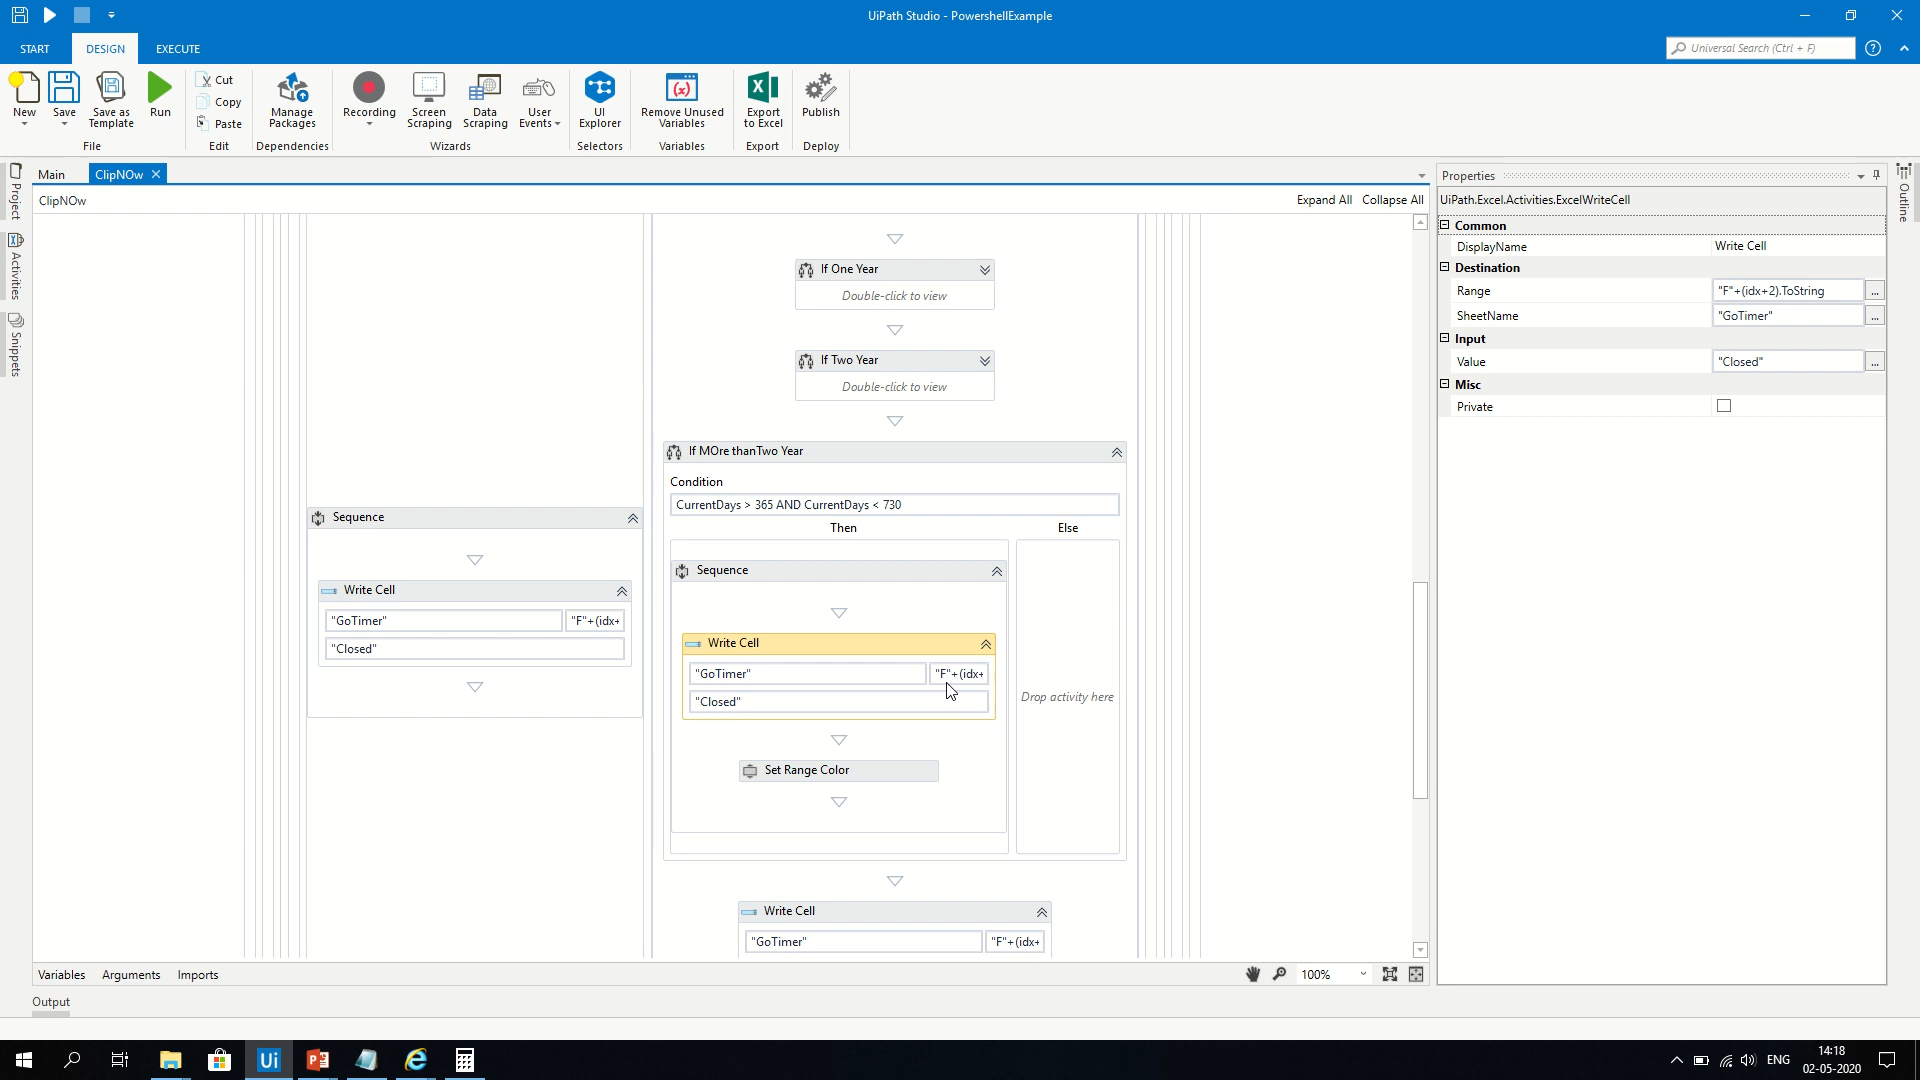 UiPath Studio - PowershellExample
START DESIGN EXECUTE
Universal Search (Ctrl + F)
New
Save
Save as Template
Run
File
Cut
Copy
Paste
Edit
Manage Packages
Dependencies
Recording
Screen Scraping
Data Scraping
User Events
Wizards
UI Explorer
Selectors
Remove Unused Variables
Variables
Export to Excel
Export
Publish
Deploy
Project
Activities
Snippets
Main
ClipNOw
ClipNOw
Expand All Collapse All
If One Year
Double-click to view
If Two Year
Double-click to view
If MOre thanTwo Year
Condition
CurrentDays > 365 AND CurrentDays < 730
Then
Else
Sequence
Write Cell
"GoTimer"
"F"+(idx+
"Closed"
Sequence
Write Cell
"GoTimer"
"F"+(idx+
"Closed"
Set Range Color
Drop activity here
Write Cell
"GoTimer"
"F"+(idx+
Properties
UiPath.Excel.Activities.ExcelWriteCell
Common
DisplayName Write Cell
Destination
Range "F"+(idx+2).ToString ...
SheetName "GoTimer" ...
Input
Value "Closed" ...
Misc
Private
Outline
Variables Arguments Imports
100%
Output
Ui
ENG
14:18
02-05-2020